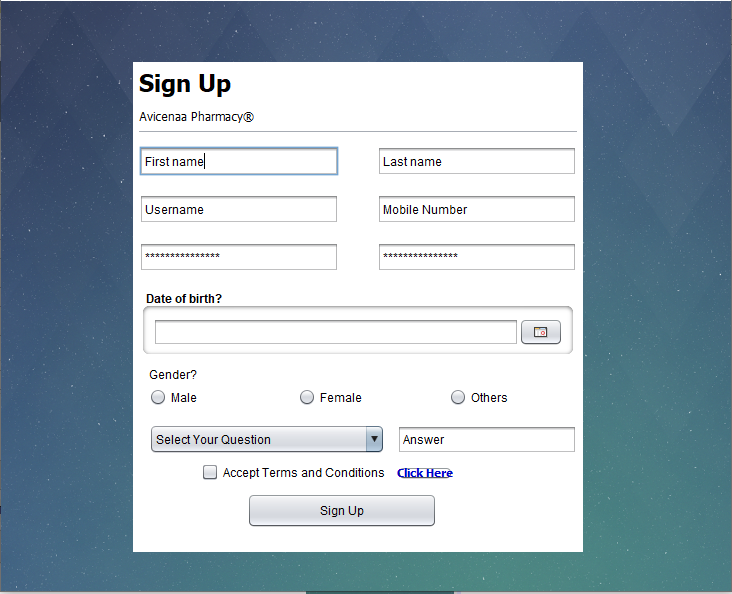 Sign Up
Avicenaa Pharmacy®
First name Last name
Username Mobile Number
*************** ***************
Date of birth?
Gender?
Male Female Others
Select Your Question Answer
Accept Terms and Conditions Click Here
Sign Up